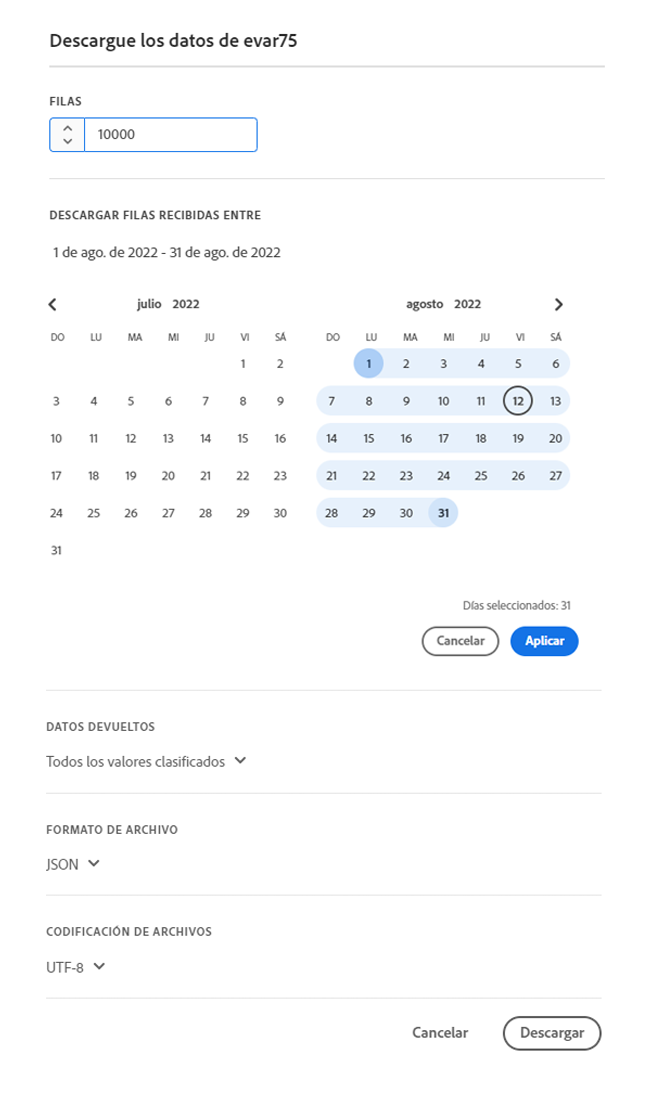 Descargue los datos de evar75
FILAS
10000
DESCARGAR FILAS RECIBIDAS ENTRE
1 de ago. de 2022 - 31 de ago. de 2022
julio 2022 agosto 2022
DO LU MA MI JU VI SÁ DO LU MA MI JU VI SÁ
1 2 1 2 3 4 5 6
3 4 5 6 7 8 9 7 8 9 10 11 12 13
10 11 12 13 14 15 16 14 15 16 17 18 19 20
17 18 19 20 21 22 23 21 22 23 24 25 26 27
24 25 26 27 28 29 30 28 29 30 31
31
Días seleccionados: 31
Cancelar Aplicar
DATOS DEVUELTOS
Todos los valores clasificados
FORMATO DE ARCHIVO
JSON
CODIFICACIÓN DE ARCHIVOS
UTF-8
Cancelar Descargar